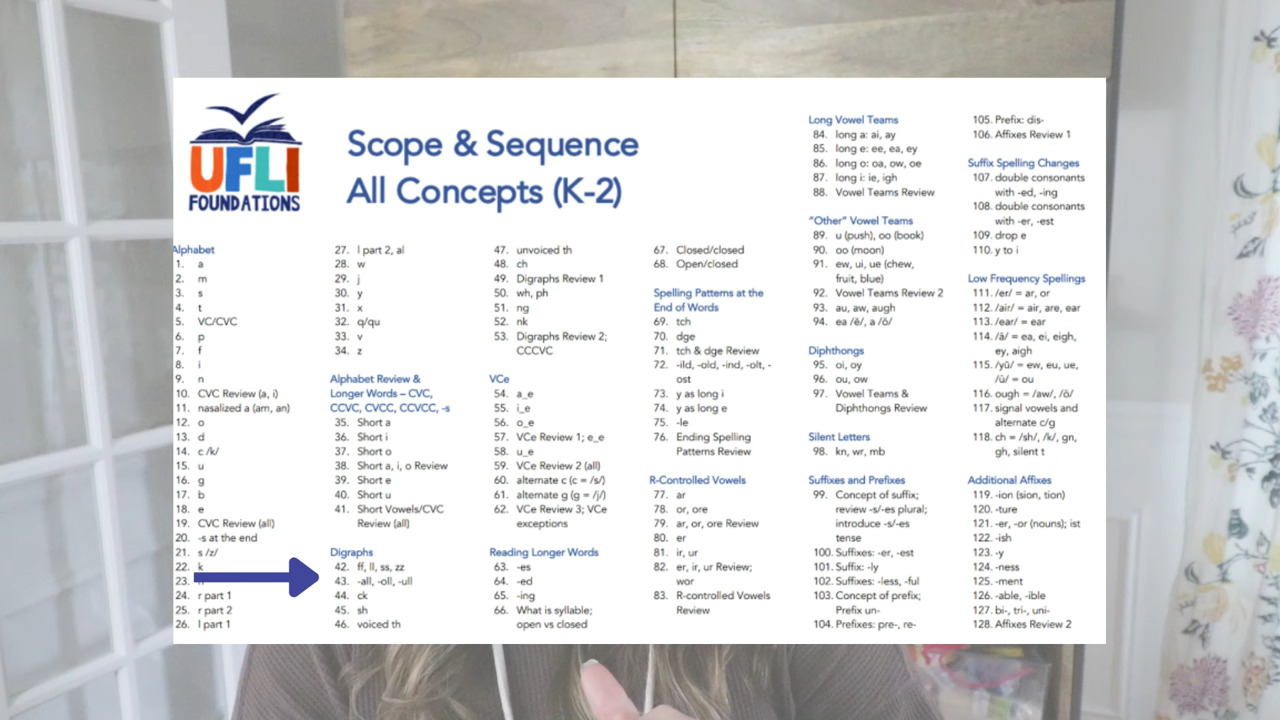 UFLI
FOUNDATIONS
Scope & Sequence
All Concepts (K-2)
Alphabet
1. a
2. m
3. s
4. t
5. VC/CVC
6. p
7. f
8. i
9. n
10. CVC Review (a, i)
11. nasalized a (am, an)
12. o
13. d
14. c /k/
15. u
16. g
17. b
18. e
19. CVC Review (all)
20. -s at the end
21. s /z/
22. k
23.
24. r part 1
25. r part 2
26. l part 1
27. l part 2, al
28. w
29. j
30. y
31. x
32. q/qu
33. v
34. z
Alphabet Review &
Longer Words – CVC,
CCVC, CVCC, CCVCC, -s
35. Short a
36. Short i
37. Short o
38. Short a, i, o Review
39. Short e
40. Short u
41. Short Vowels/CVC
Review (all)
Digraphs
42. ff, ll, ss, zz
43. -all, -oll, -ull
44. ck
45. sh
46. voiced th
47. unvoiced th
48. ch
49. Digraphs Review 1
50. wh, ph
51. ng
52. nk
53. Digraphs Review 2;
CCCVC
VCe
54. a_e
55. i_e
56. o_e
57. VCe Review 1; e_e
58. u_e
59. VCe Review 2 (all)
60. alternate c (c = /s/)
61. alternate g (g = /j/)
62. VCe Review 3; VCe
exceptions
Reading Longer Words
63. -es
64. -ed
65. -ing
66. What is syllable;
open vs closed
67. Closed/closed
68. Open/closed
Spelling Patterns at the
End of Words
69. tch
70. dge
71. tch & dge Review
72. -ild, -old, -ind, -olt, -
ost
73. y as long i
74. y as long e
75. -le
76. Ending Spelling
Patterns Review
R-Controlled Vowels
77. ar
78. or, ore
79. ar, or, ore Review
80. er
81. ir, ur
82. er, ir, ur Review;
wor
83. R-controlled Vowels
Review
Long Vowel Teams
84. long a: ai, ay
85. long e: ee, ea, ey
86. long o: oa, ow, oe
87. long i: ie, igh
88. Vowel Teams Review
“Other” Vowel Teams
89. u (push), oo (book)
90. oo (moon)
91. ew, ui, ue (chew,
fruit, blue)
92. Vowel Teams Review 2
93. au, aw, augh
94. ea /ĕ/, a /ŏ/
Diphthongs
95. oi, oy
96. ou, ow
97. Vowel Teams &
Diphthongs Review
Silent Letters
98. kn, wr, mb
Suffixes and Prefixes
99. Concept of suffix;
review -s/-es plural;
introduce -s/-es
tense
100. Suffixes: -er, -est
101. Suffix: -ly
102. Suffixes: -less, -ful
103. Concept of prefix;
Prefix un-
104. Prefixes: pre-, re-
105. Prefix: dis-
106. Affixes Review 1
Suffix Spelling Changes
107. double consonants
with -ed, -ing
108. double consonants
with -er, -est
109. drop e
110. y to i
Low Frequency Spellings
111. /er/ = ar, or
112. /air/ = air, are, ear
113. /ear/ = ear
114. /ā/ = ea, ei, eigh,
ey, aigh
115. /yū/ = ew, eu, ue,
/ū/ = ou
116. ough = /aw/, /ō/
117. signal vowels and
alternate c/g
118. ch = /sh/, /k/, gn,
gh, silent t
Additional Affixes
119. -ion (sion, tion)
120. -ture
121. -er, -or (nouns); ist
122. -ish
123. -y
124. -ness
125. -ment
126. -able, -ible
127. bi-, tri-, uni-
128. Affixes Review 2